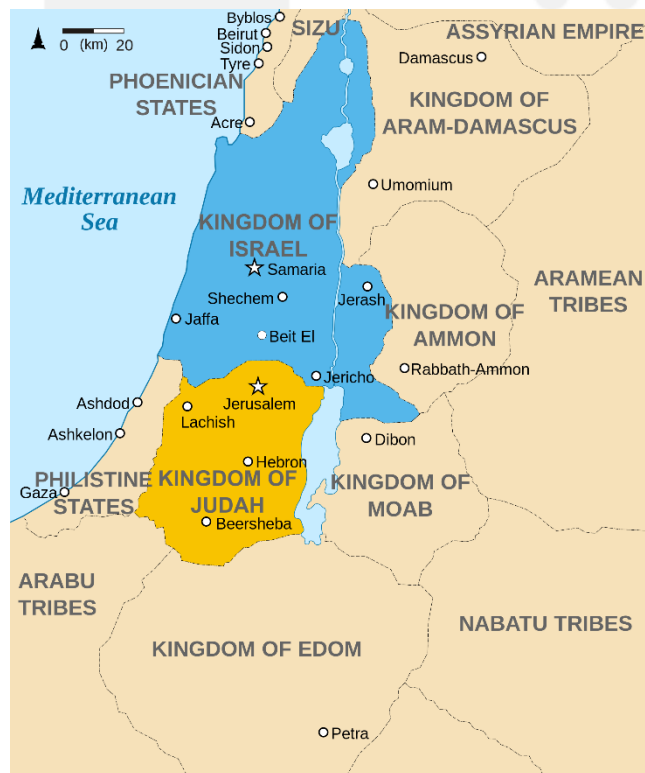 Byblos
SIZU
ASSYRIAN EMPIRE
0 (km) 20
Beirut
Sidon
Damascus
Tyre
PHOENICIAN
STATES
KINGDOM OF
ARAM-DAMASCUS
Acre
Umomium
Mediterranean
Sea
KINGDOM OF
ISRAEL
Samaria
ARAMEAN
TRIBES
Shechem
Jerash
KINGDOM OF
AMMON
Jaffa
Beit El
Rabbath-Ammon
Jericho
Ashdod
Jerusalem
Lachish
Ashkelon
Dibon
Hebron
PHILISTINE
STATES
KINGDOM OF
JUDAH
KINGDOM OF
MOAB
Gaza
Beersheba
ARABU
TRIBES
NABATU TRIBES
KINGDOM OF EDOM
Petra